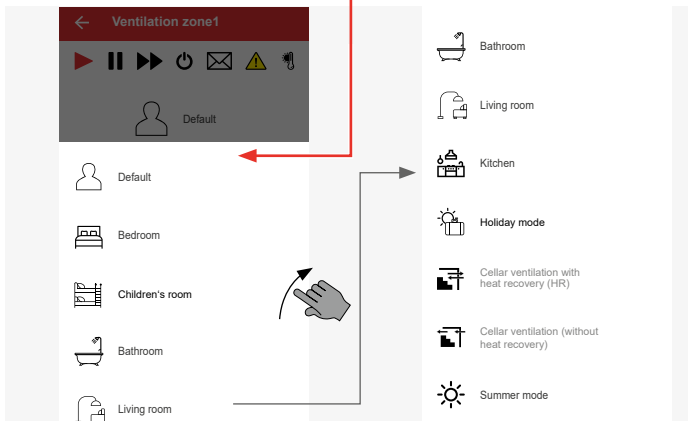 Ventilation zone1
Default
Default
Bedroom
Children‘s room
Bathroom
Living room
Bathroom
Living room
Kitchen
Holiday mode
Cellar ventilation with
heat recovery (HR)
Cellar ventilation (without
heat recovery)
Summer mode